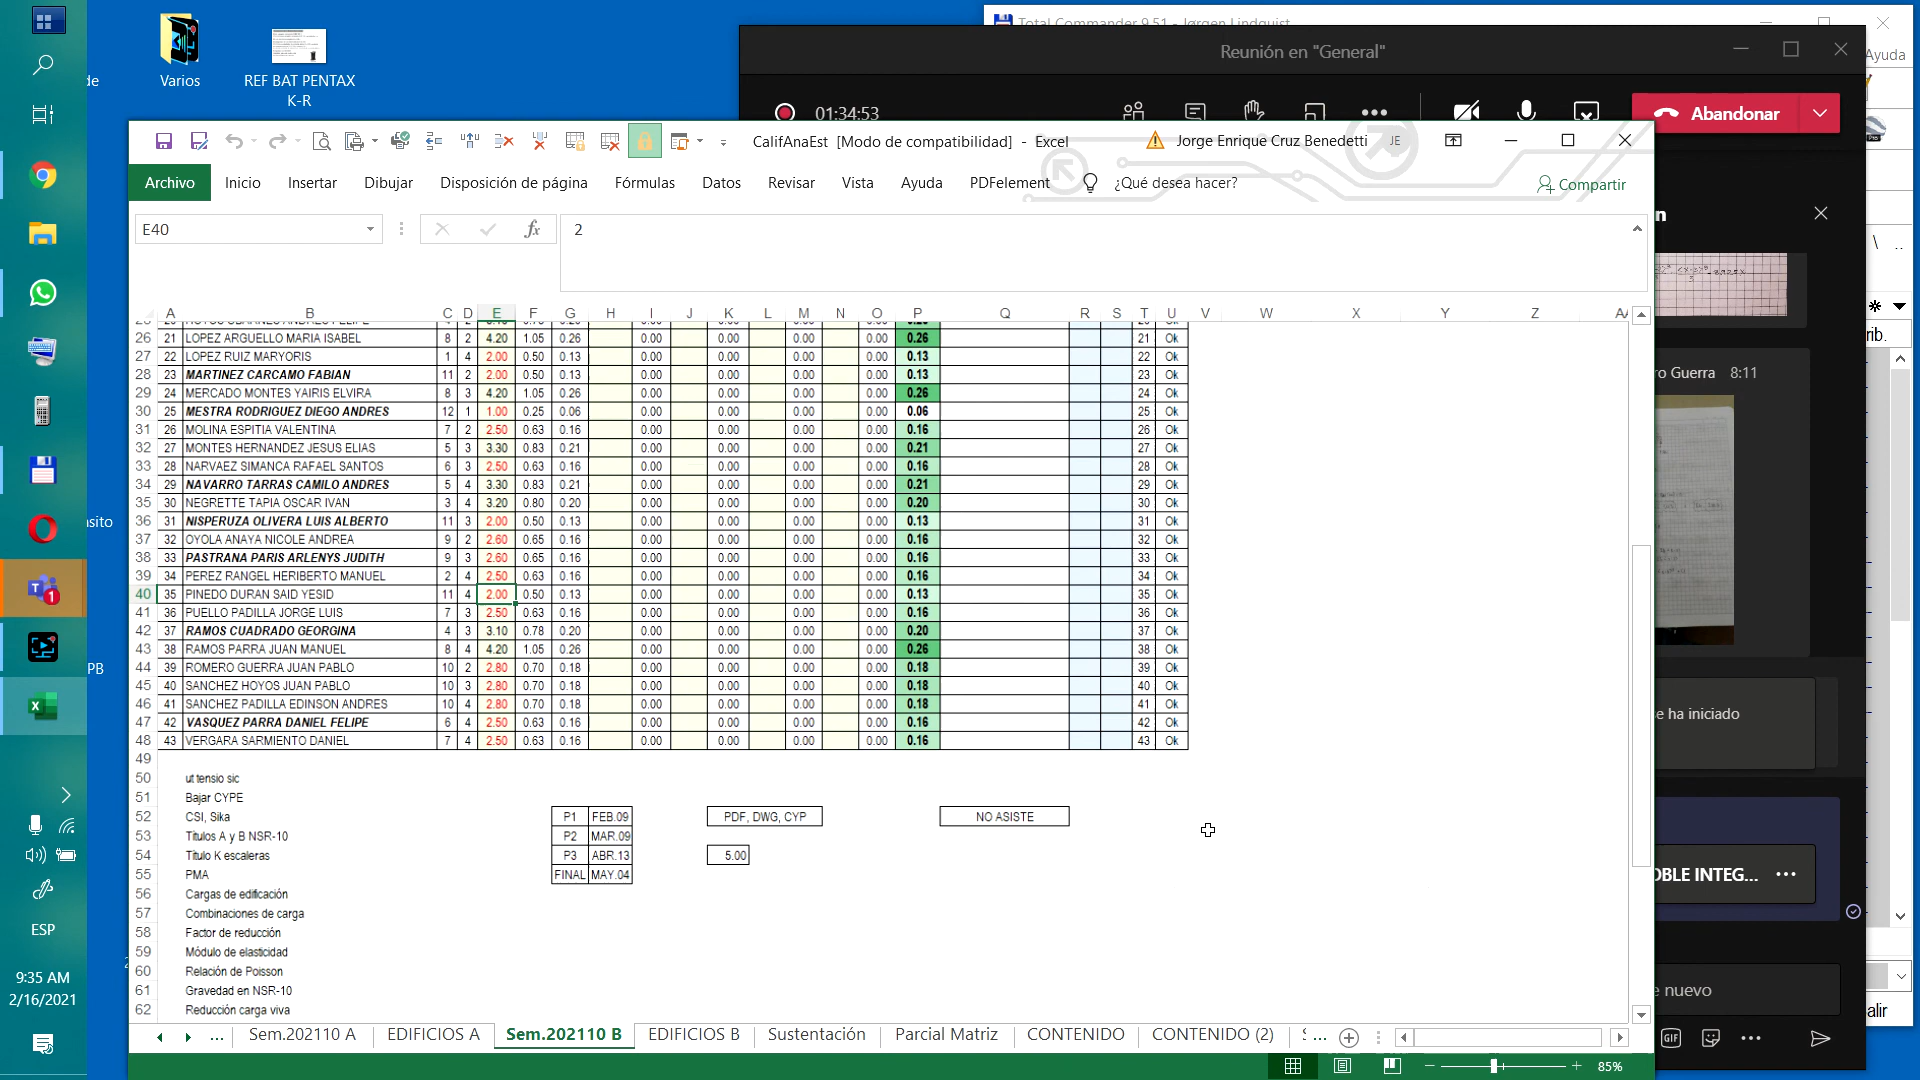 Total Commander 9.51 - Jørgen Lindquist
Ayuda
de
Varios
REF BAT PENTAX
K-R
Reunión en "General"
01:34:53
Abandonar
CalifAnaEst [Modo de compatibilidad] - Excel
Jorge Enrique Cruz Benedetti
JE
Archivo Inicio Insertar Dibujar Disposición de página Fórmulas Datos Revisar Vista Ayuda PDFelement ¿Qué desea hacer? Compartir
E40
fx
2
A B C D E F G H I J K L M N O P Q R S T U V W X Y Z
26 21 LOPEZ ARGUELLO MARIA ISABEL 8 2 4.20 1.05 0.26 0.00 0.00 0.00 0.00 0.26 21 Ok
27 22 LOPEZ RUIZ MARYORIS 1 4 2.00 0.50 0.13 0.00 0.00 0.00 0.00 0.13 22 Ok
28 23 MARTINEZ CARCAMO FABIAN 11 2 2.00 0.50 0.13 0.00 0.00 0.00 0.00 0.13 23 Ok
29 24 MERCADO MONTES YAIRIS ELVIRA 8 3 4.20 1.05 0.26 0.00 0.00 0.00 0.00 0.26 24 Ok
30 25 MESTRA RODRIGUEZ DIEGO ANDRES 12 1 1.00 0.25 0.06 0.00 0.00 0.00 0.00 0.06 25 Ok
31 26 MOLINA ESPITIA VALENTINA 7 2 2.50 0.63 0.16 0.00 0.00 0.00 0.00 0.16 26 Ok
32 27 MONTES HERNANDEZ JESUS ELIAS 5 3 3.30 0.83 0.21 0.00 0.00 0.00 0.00 0.21 27 Ok
33 28 NARVAEZ SIMANCA RAFAEL SANTOS 6 3 2.50 0.63 0.16 0.00 0.00 0.00 0.00 0.16 28 Ok
34 29 NAVARRO TARRAS CAMILO ANDRES 5 4 3.30 0.83 0.21 0.00 0.00 0.00 0.00 0.21 29 Ok
35 30 NEGRETTE TAPIA OSCAR IVAN 3 4 3.20 0.80 0.20 0.00 0.00 0.00 0.00 0.20 30 Ok
36 31 NISPERUZA OLIVERA LUIS ALBERTO 11 3 2.00 0.50 0.13 0.00 0.00 0.00 0.00 0.13 31 Ok
37 32 OYOLA ANAYA NICOLE ANDREA 9 2 2.60 0.65 0.16 0.00 0.00 0.00 0.00 0.16 32 Ok
38 33 PASTRANA PARIS ARLENYS JUDITH 9 3 2.60 0.65 0.16 0.00 0.00 0.00 0.00 0.16 33 Ok
39 34 PEREZ RANGEL HERIBERTO MANUEL 2 4 2.50 0.63 0.16 0.00 0.00 0.00 0.00 0.16 34 Ok
40 35 PINEDO DURAN SAID YESID 11 4 2.00 0.50 0.13 0.00 0.00 0.00 0.00 0.13 35 Ok
41 36 PUELLO PADILLA JORGE LUIS 7 3 2.50 0.63 0.16 0.00 0.00 0.00 0.00 0.16 36 Ok
42 37 RAMOS CUADRADO GEORGINA 4 3 3.10 0.78 0.20 0.00 0.00 0.00 0.00 0.20 37 Ok
43 38 RAMOS PARRA JUAN MANUEL 8 4 4.20 1.05 0.26 0.00 0.00 0.00 0.00 0.26 38 Ok
44 39 ROMERO GUERRA JUAN PABLO 10 2 2.80 0.70 0.18 0.00 0.00 0.00 0.00 0.18 39 Ok
45 40 SANCHEZ HOYOS JUAN PABLO 10 3 2.80 0.70 0.18 0.00 0.00 0.00 0.00 0.18 40 Ok
46 41 SANCHEZ PADILLA EDINSON ANDRES 10 4 2.80 0.70 0.18 0.00 0.00 0.00 0.00 0.18 41 Ok
47 42 VASQUEZ PARRA DANIEL FELIPE 6 4 2.50 0.63 0.16 0.00 0.00 0.00 0.00 0.16 42 Ok
48 43 VERGARA SARMIENTO DANIEL 7 4 2.50 0.63 0.16 0.00 0.00 0.00 0.00 0.16 43 Ok
49
50 ut tensio sic
51 Bajar CYPE
52 CSI, Sika P1 FEB.09 PDF, DWG, CYP NO ASISTE
53 Títulos A y B NSR-10 P2 MAR.09
54 Título K escaleras P3 ABR.13 5.00
55 PMA FINAL MAY.04
56 Cargas de edificación
57 Combinaciones de carga
58 Factor de reducción
59 Módulo de elasticidad
60 Relación de Poisson
61 Gravedad en NSR-10
62 Reducción carga viva
... Sem.202110 A EDIFICIOS A Sem.202110 B EDIFICIOS B Sustentación Parcial Matriz CONTENIDO CONTENIDO (2) ...
85%
n
\ ..
rib.
ro Guerra 8:11
e ha iniciado
OBLE INTEG...
e nuevo
GIF
alir
asito
PB
1
ESP
9:35 AM
2/16/2021